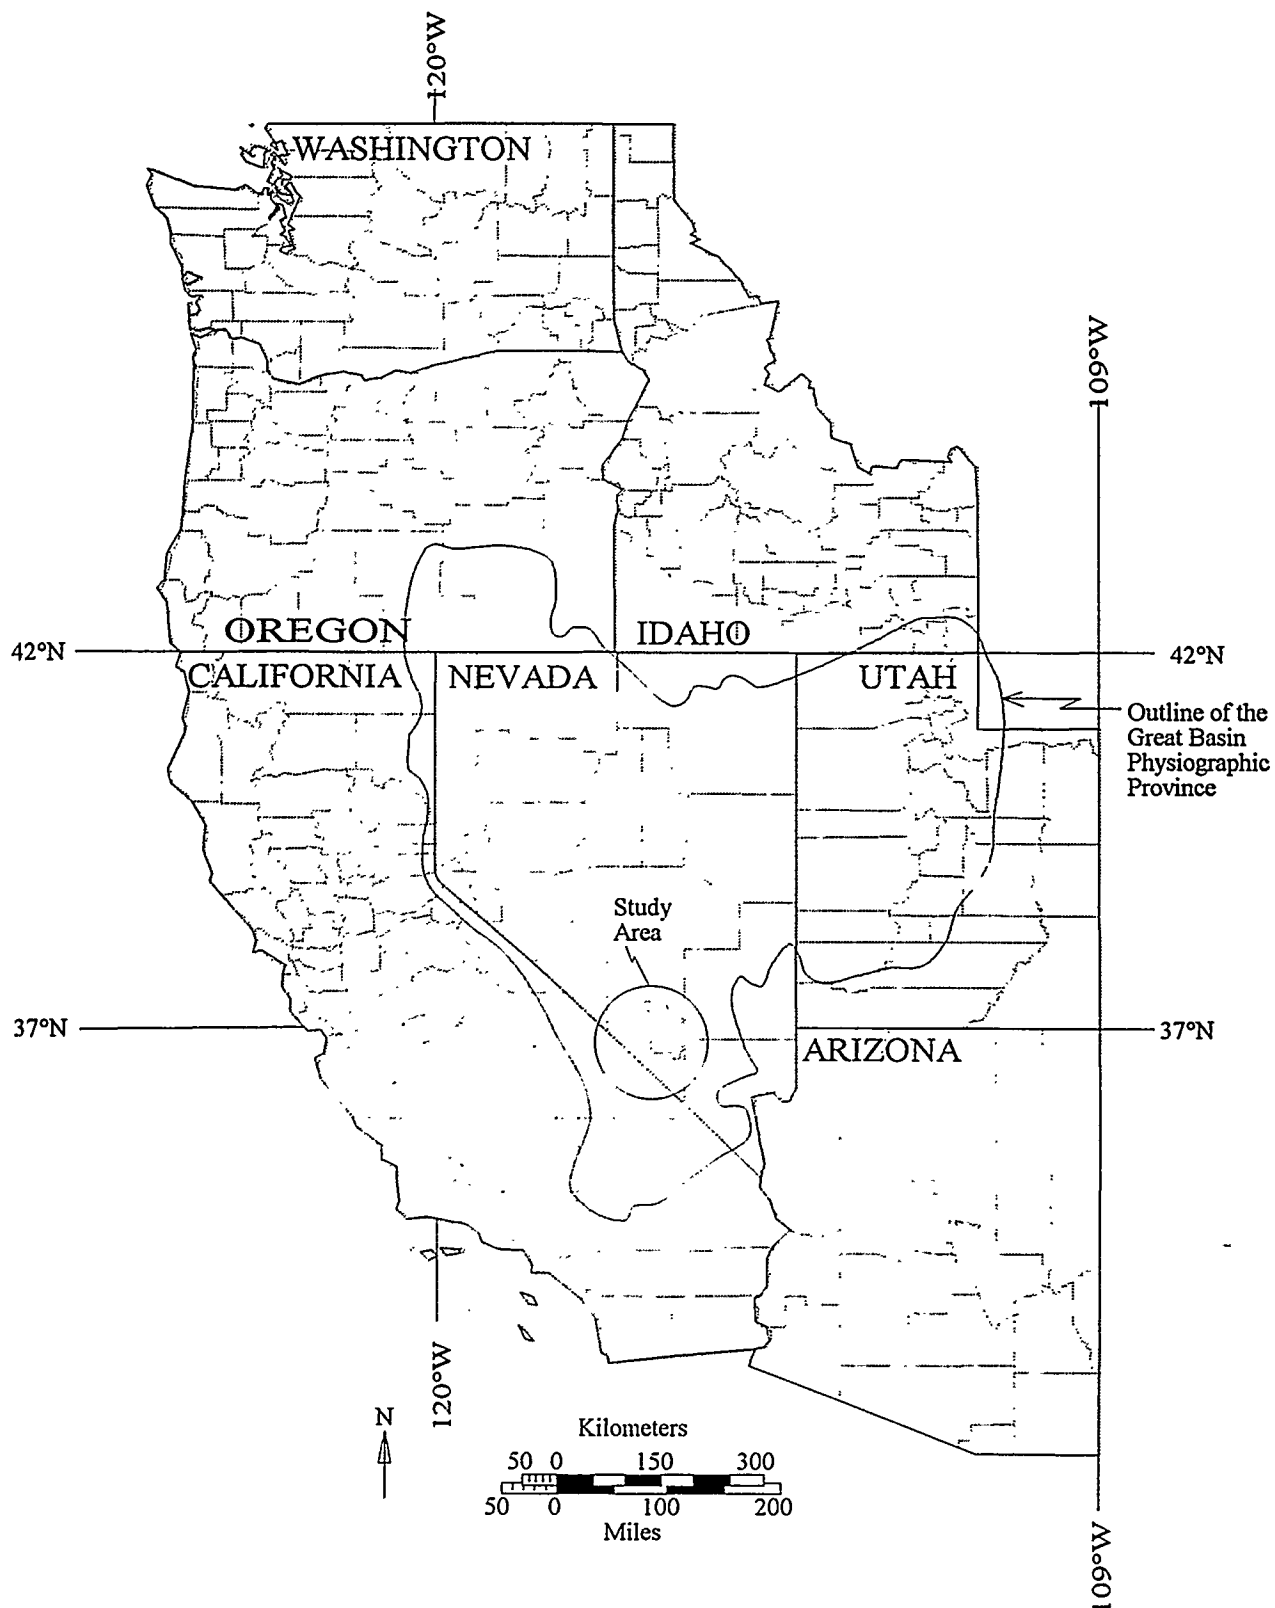 120°W
WASHINGTON
109°W
OREGON
IDAHO
42°N
42°N
CALIFORNIA
NEVADA
UTAH
Outline of the
Great Basin
Physiographic
Province
Study
Area
37°N
37°N
ARIZONA
120°W
N
Kilometers
50 0 150 300
50 0 100 200
Miles
109°W